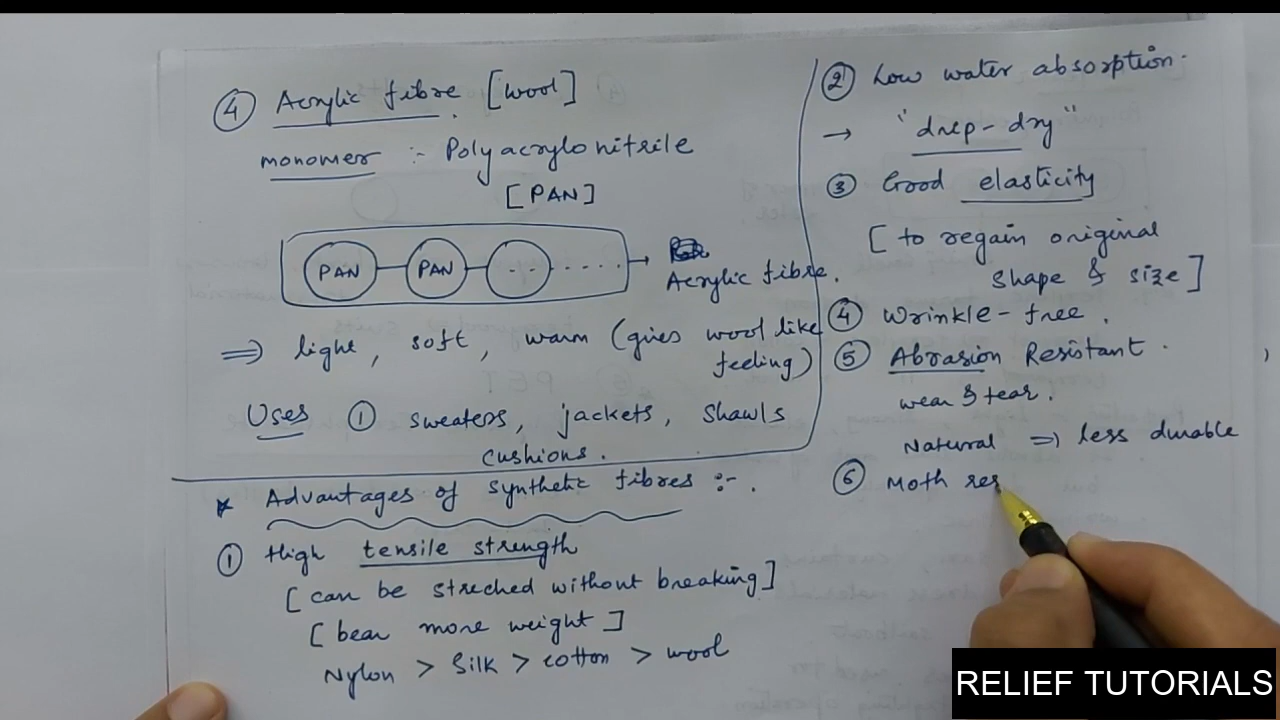 ④ Acrylic fibre. [wool]
monomer :- Polyacrylonitrile
[PAN]
PAN PAN .. ....→
Acrylic fibre.
⇒ light, soft, warm (gives wool like
feeling)
Uses ① sweaters, jackets, shawls
cushions.
* Advantages of synthetic fibres :-.
① High tensile strength
[can be streched without breaking]
[bear more weight]
Nylon > Silk > cotton > wool
② Low water absorption.
→ "drep-dry"
③ Good elasticity
[to regain original
shape & size]
④ wrinkle-free.
⑤ Abrasion Resistant.
wear & tear.
Natural ⇒ less durable
⑥ Moth res
RELIEF TUTORIALS